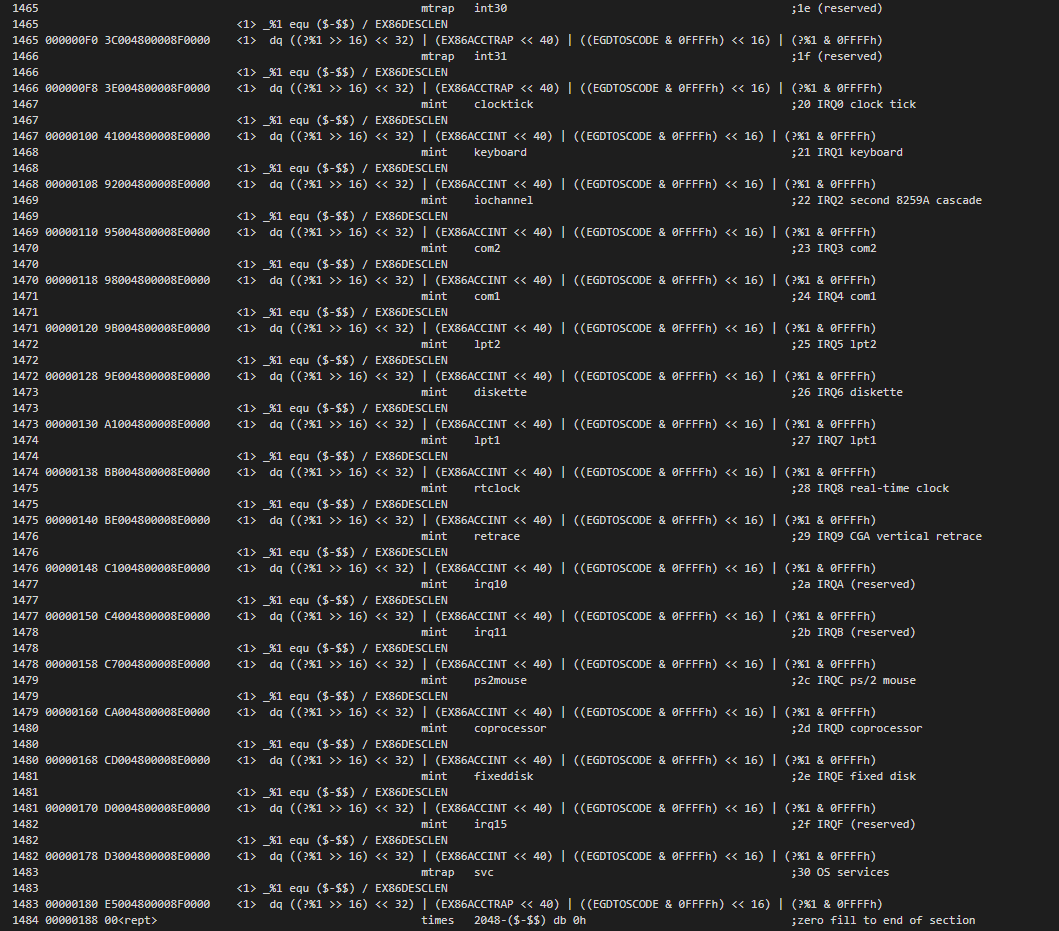 1465 mtrap int30 ;1e (reserved)
1465 <1> _%1 equ ($-$$) / EX86DESCLEN
1465 000000F0 3C004800008F0000 <1> dq ((?%1 >> 16) << 32) | (EX86ACCTRAP << 40) | ((EGDTOSCODE & 0FFFFh) << 16) | (?%1 & 0FFFFh)
1466 mtrap int31 ;1f (reserved)
1466 <1> _%1 equ ($-$$) / EX86DESCLEN
1466 000000F8 3E004800008F0000 <1> dq ((?%1 >> 16) << 32) | (EX86ACCTRAP << 40) | ((EGDTOSCODE & 0FFFFh) << 16) | (?%1 & 0FFFFh)
1467 mint clocktick ;20 IRQ0 clock tick
1467 <1> _%1 equ ($-$$) / EX86DESCLEN
1467 00000100 41004800008E0000 <1> dq ((?%1 >> 16) << 32) | (EX86ACCINT << 40) | ((EGDTOSCODE & 0FFFFh) << 16) | (?%1 & 0FFFFh)
1468 mint keyboard ;21 IRQ1 keyboard
1468 <1> _%1 equ ($-$$) / EX86DESCLEN
1468 00000108 92004800008E0000 <1> dq ((?%1 >> 16) << 32) | (EX86ACCINT << 40) | ((EGDTOSCODE & 0FFFFh) << 16) | (?%1 & 0FFFFh)
1469 mint iochannel ;22 IRQ2 second 8259A cascade
1469 <1> _%1 equ ($-$$) / EX86DESCLEN
1469 00000110 95004800008E0000 <1> dq ((?%1 >> 16) << 32) | (EX86ACCINT << 40) | ((EGDTOSCODE & 0FFFFh) << 16) | (?%1 & 0FFFFh)
1470 mint com2 ;23 IRQ3 com2
1470 <1> _%1 equ ($-$$) / EX86DESCLEN
1470 00000118 98004800008E0000 <1> dq ((?%1 >> 16) << 32) | (EX86ACCINT << 40) | ((EGDTOSCODE & 0FFFFh) << 16) | (?%1 & 0FFFFh)
1471 mint com1 ;24 IRQ4 com1
1471 <1> _%1 equ ($-$$) / EX86DESCLEN
1471 00000120 9B004800008E0000 <1> dq ((?%1 >> 16) << 32) | (EX86ACCINT << 40) | ((EGDTOSCODE & 0FFFFh) << 16) | (?%1 & 0FFFFh)
1472 mint lpt2 ;25 IRQ5 lpt2
1472 <1> _%1 equ ($-$$) / EX86DESCLEN
1472 00000128 9E004800008E0000 <1> dq ((?%1 >> 16) << 32) | (EX86ACCINT << 40) | ((EGDTOSCODE & 0FFFFh) << 16) | (?%1 & 0FFFFh)
1473 mint diskette ;26 IRQ6 diskette
1473 <1> _%1 equ ($-$$) / EX86DESCLEN
1473 00000130 A1004800008E0000 <1> dq ((?%1 >> 16) << 32) | (EX86ACCINT << 40) | ((EGDTOSCODE & 0FFFFh) << 16) | (?%1 & 0FFFFh)
1474 mint lpt1 ;27 IRQ7 lpt1
1474 <1> _%1 equ ($-$$) / EX86DESCLEN
1474 00000138 BB004800008E0000 <1> dq ((?%1 >> 16) << 32) | (EX86ACCINT << 40) | ((EGDTOSCODE & 0FFFFh) << 16) | (?%1 & 0FFFFh)
1475 mint rtclock ;28 IRQ8 real-time clock
1475 <1> _%1 equ ($-$$) / EX86DESCLEN
1475 00000140 BE004800008E0000 <1> dq ((?%1 >> 16) << 32) | (EX86ACCINT << 40) | ((EGDTOSCODE & 0FFFFh) << 16) | (?%1 & 0FFFFh)
1476 mint retrace ;29 IRQ9 CGA vertical retrace
1476 <1> _%1 equ ($-$$) / EX86DESCLEN
1476 00000148 C1004800008E0000 <1> dq ((?%1 >> 16) << 32) | (EX86ACCINT << 40) | ((EGDTOSCODE & 0FFFFh) << 16) | (?%1 & 0FFFFh)
1477 mint irq10 ;2a IRQA (reserved)
1477 <1> _%1 equ ($-$$) / EX86DESCLEN
1477 00000150 C4004800008E0000 <1> dq ((?%1 >> 16) << 32) | (EX86ACCINT << 40) | ((EGDTOSCODE & 0FFFFh) << 16) | (?%1 & 0FFFFh)
1478 mint irq11 ;2b IRQB (reserved)
1478 <1> _%1 equ ($-$$) / EX86DESCLEN
1478 00000158 C7004800008E0000 <1> dq ((?%1 >> 16) << 32) | (EX86ACCINT << 40) | ((EGDTOSCODE & 0FFFFh) << 16) | (?%1 & 0FFFFh)
1479 mint ps2mouse ;2c IRQC ps/2 mouse
1479 <1> _%1 equ ($-$$) / EX86DESCLEN
1479 00000160 CA004800008E0000 <1> dq ((?%1 >> 16) << 32) | (EX86ACCINT << 40) | ((EGDTOSCODE & 0FFFFh) << 16) | (?%1 & 0FFFFh)
1480 mint coprocessor ;2d IRQD coprocessor
1480 <1> _%1 equ ($-$$) / EX86DESCLEN
1480 00000168 CD004800008E0000 <1> dq ((?%1 >> 16) << 32) | (EX86ACCINT << 40) | ((EGDTOSCODE & 0FFFFh) << 16) | (?%1 & 0FFFFh)
1481 mint fixeddisk ;2e IRQE fixed disk
1481 <1> _%1 equ ($-$$) / EX86DESCLEN
1481 00000170 D0004800008E0000 <1> dq ((?%1 >> 16) << 32) | (EX86ACCINT << 40) | ((EGDTOSCODE & 0FFFFh) << 16) | (?%1 & 0FFFFh)
1482 mint irq15 ;2f IRQF (reserved)
1482 <1> _%1 equ ($-$$) / EX86DESCLEN
1482 00000178 D3004800008E0000 <1> dq ((?%1 >> 16) << 32) | (EX86ACCINT << 40) | ((EGDTOSCODE & 0FFFFh) << 16) | (?%1 & 0FFFFh)
1483 mtrap svc ;30 OS services
1483 <1> _%1 equ ($-$$) / EX86DESCLEN
1483 00000180 E5004800008F0000 <1> dq ((?%1 >> 16) << 32) | (EX86ACCTRAP << 40) | ((EGDTOSCODE & 0FFFFh) << 16) | (?%1 & 0FFFFh)
1484 00000188 00<rept> times 2048-($-$$) db 0h ;zero fill to end of section